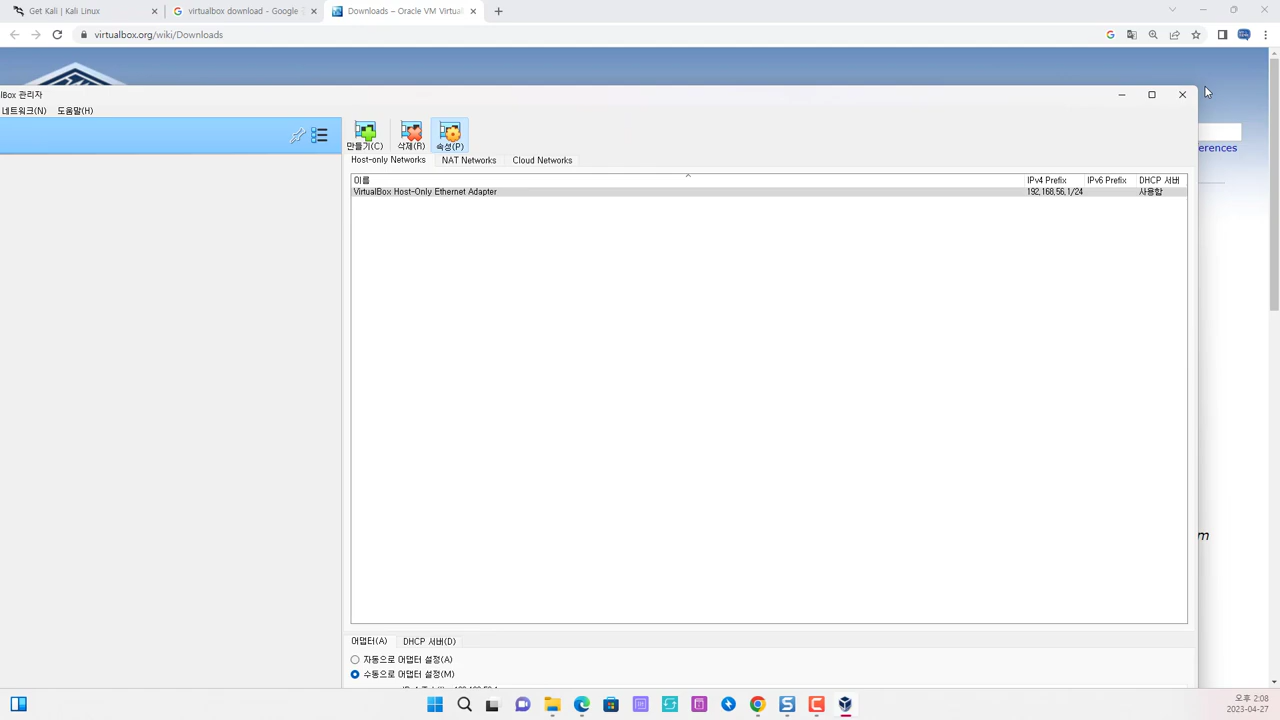 Get Kali | Kali Linux
virtualbox download - Google
Downloads – Oracle VM Virtual
virtualbox.org/wiki/Downloads
lBox 관리자
네트워크(N)
도움말(H)
만들기(C)
삭제(R)
속성(P)
erences
Host-only Networks
NAT Networks
Cloud Networks
이름
IPv4 Prefix
IPv6 Prefix
DHCP 서버
VirtualBox Host-Only Ethernet Adapter
192.168.56.1/24
사용함
m
어댑터(A)
DHCP 서버(D)
자동으로 어댑터 설정(A)
수동으로 어댑터 설정(M)
오후 2:08
2023-04-27